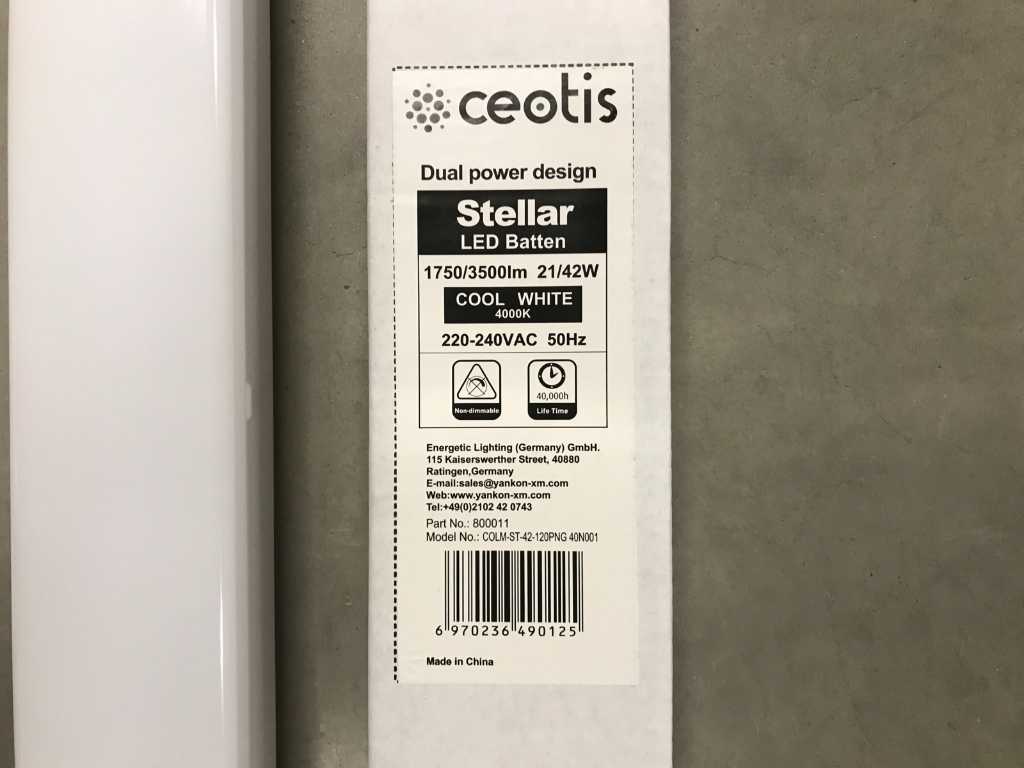 ceotis
Dual power design
Stellar
LED Batten
1750/3500lm 21/42W
COOL WHITE
4000K
220-240VAC 50Hz
40,000h
Non-dimmable
Life Time
Energetic Lighting (Germany) GmbH.
115 Kaiserswerther Street, 40880
Ratingen,Germany
E-mail:sales@yankon-xm.com
Web:www.yankon-xm.com
Tel:+49(0)2102 42 0743
Part No.: 800011
Model No.: COLM-ST-42-120PNG 40N001
6 970236 490125
Made in China